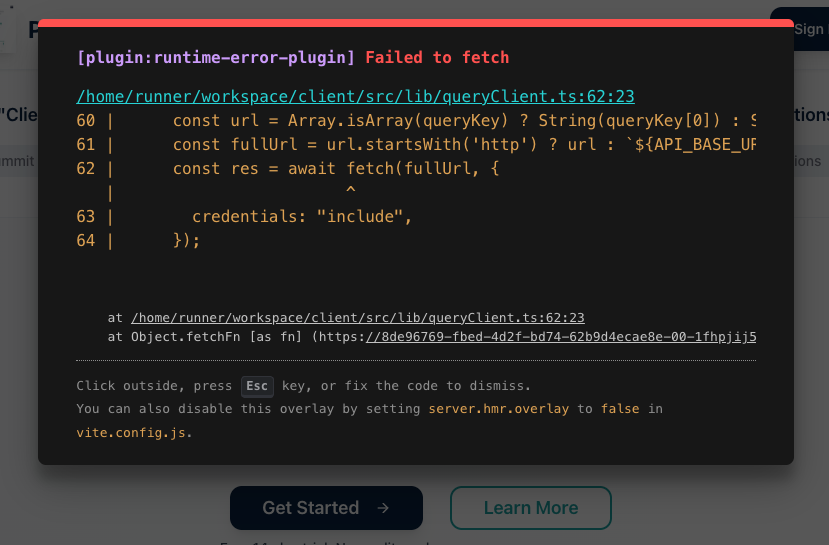 Sign
[plugin:runtime-error-plugin] Failed to fetch
/home/runner/workspace/client/src/lib/queryClient.ts:62:23
60 |      const url = Array.isArray(queryKey) ? String(queryKey[0]) : S
61 |      const fullUrl = url.startsWith('http') ? url : `${API_BASE_UR
62 |      const res = await fetch(fullUrl, {
|                        ^
63 |        credentials: "include",
64 |      });
"Clie
tions
mmit
ions
at /home/runner/workspace/client/src/lib/queryClient.ts:62:23
at Object.fetchFn [as fn] (https://8de96769-fbed-4d2f-bd74-62b9d4ecae8e-00-1fhpjij5
Click outside, press Esc key, or fix the code to dismiss.
You can also disable this overlay by setting server.hmr.overlay to false in
vite.config.js.
Get Started →
Learn More